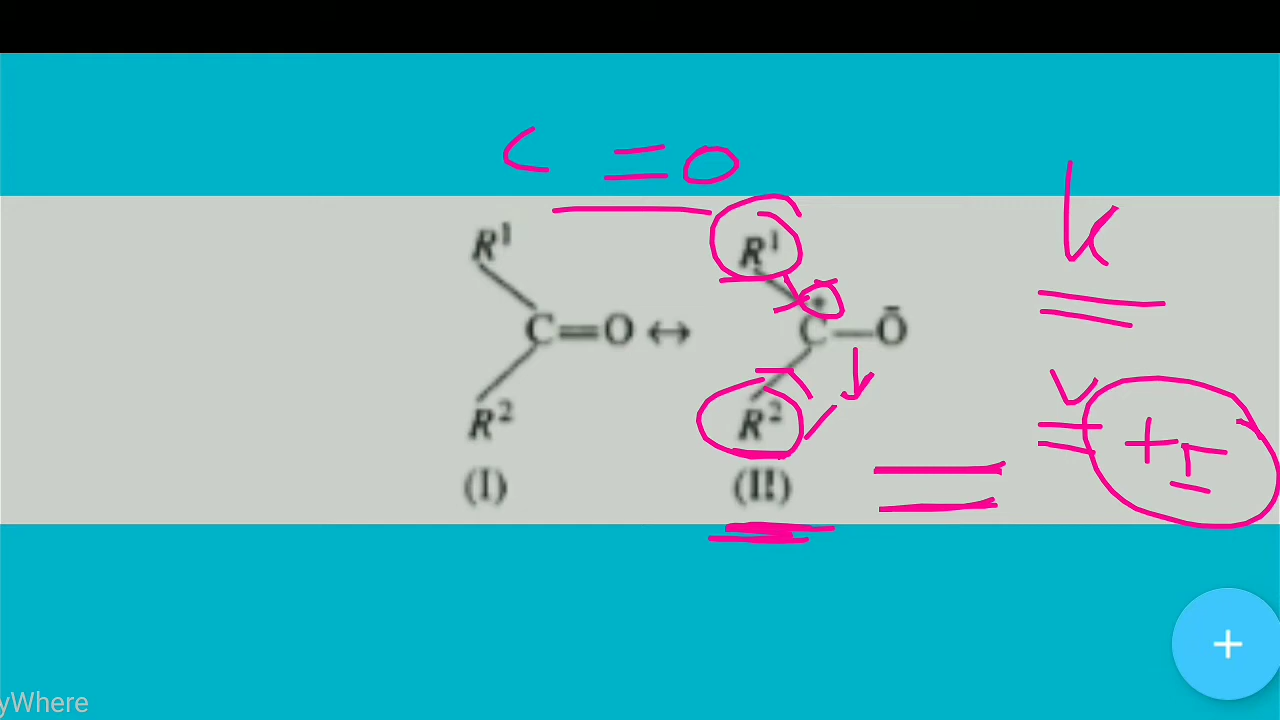 C = O
k
R¹ R¹
C=O ↔ C—Ō
ν +I
R² R²
(I) (II)
yWhere